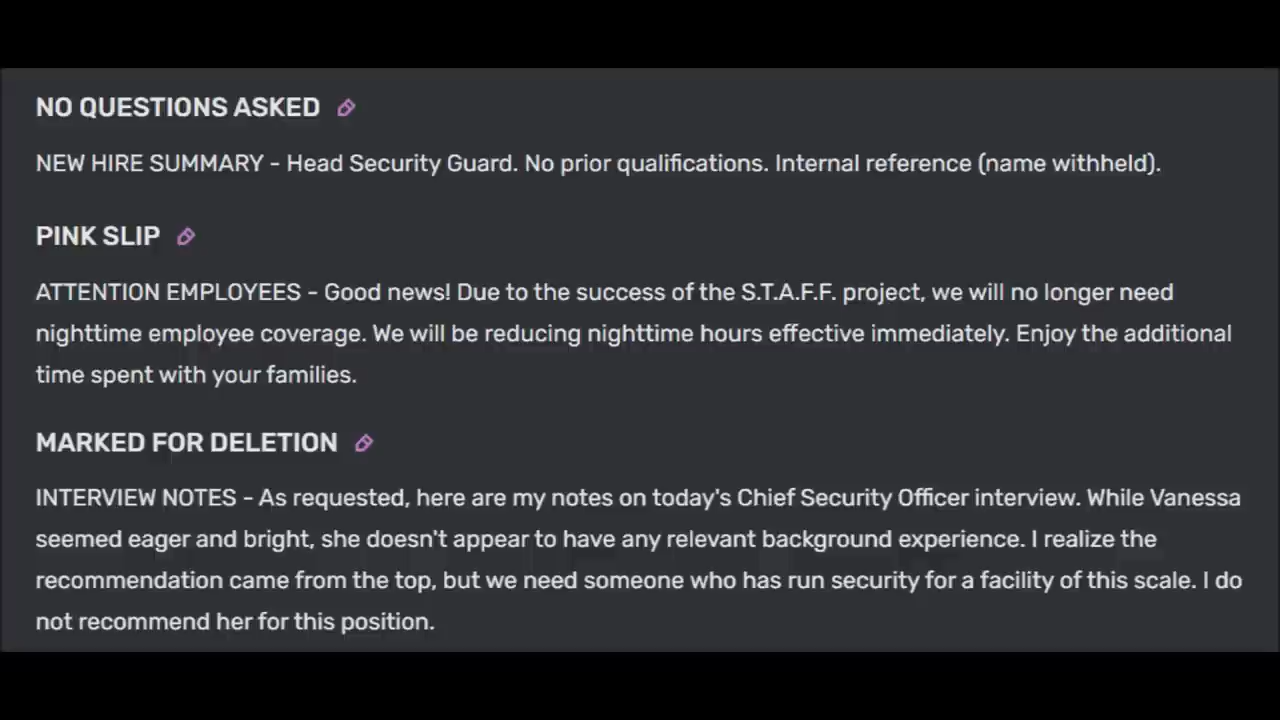 NO QUESTIONS ASKED
NEW HIRE SUMMARY - Head Security Guard. No prior qualifications. Internal reference (name withheld).
PINK SLIP
ATTENTION EMPLOYEES - Good news! Due to the success of the S.T.A.F.F. project, we will no longer need
nighttime employee coverage. We will be reducing nighttime hours effective immediately. Enjoy the additional
time spent with your families.
MARKED FOR DELETION
INTERVIEW NOTES - As requested, here are my notes on today's Chief Security Officer interview. While Vanessa
seemed eager and bright, she doesn't appear to have any relevant background experience. I realize the
recommendation came from the top, but we need someone who has run security for a facility of this scale. I do
not recommend her for this position.